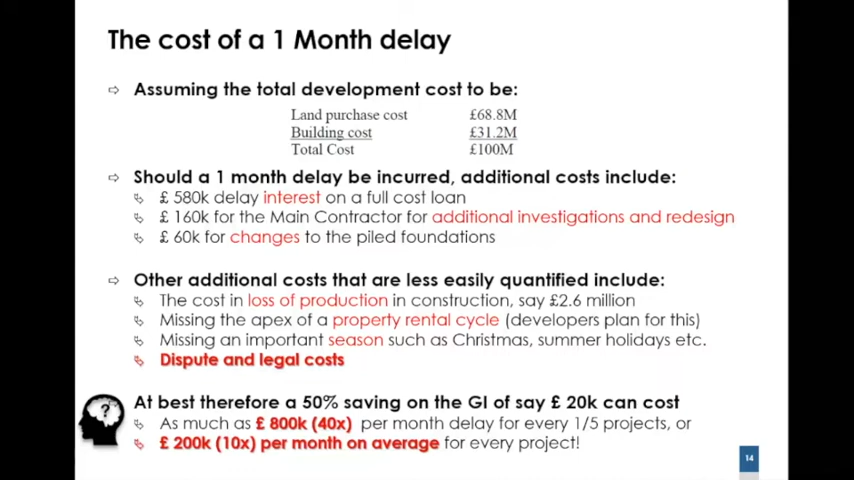 The cost of a 1 Month delay
⇨ Assuming the total development cost to be:
Land purchase cost £68.8M
Building cost £31.2M
Total Cost £100M
⇨ Should a 1 month delay be incurred, additional costs include:
£ 580k delay interest on a full cost loan
£ 160k for the Main Contractor for additional investigations and redesign
£ 60k for changes to the piled foundations
⇨ Other additional costs that are less easily quantified include:
The cost in loss of production in construction, say £2.6 million
Missing the apex of a property rental cycle (developers plan for this)
Missing an important season such as Christmas, summer holidays etc.
Dispute and legal costs
?
At best therefore a 50% saving on the GI of say £ 20k can cost
As much as £ 800k (40x) per month delay for every 1/5 projects, or
£ 200k (10x) per month on average for every project!
14